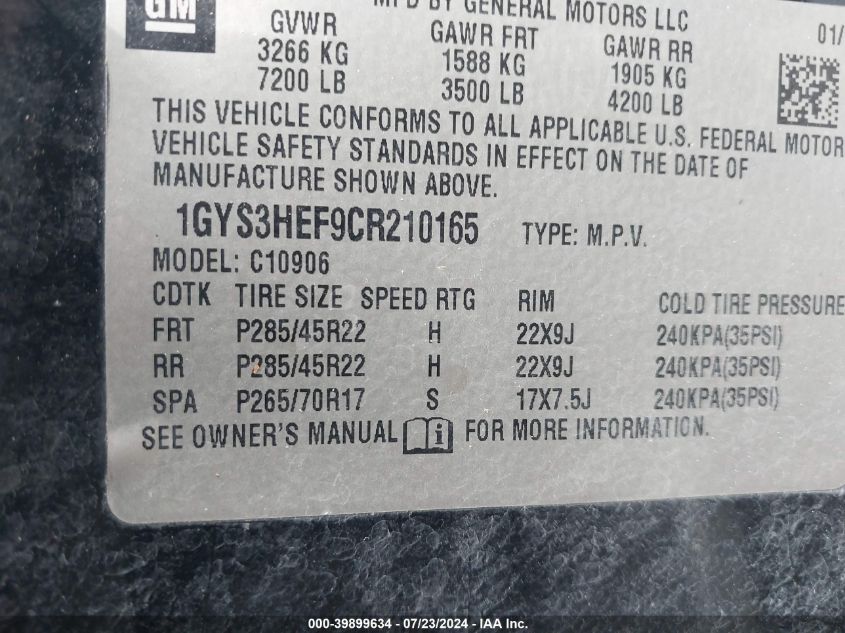 GM
MFD BY GENERAL MOTORS LLC
01/
GVWR GAWR FRT GAWR RR
3266 KG 1588 KG 1905 KG
7200 LB 3500 LB 4200 LB
THIS VEHICLE CONFORMS TO ALL APPLICABLE U.S. FEDERAL MOTOR
VEHICLE SAFETY STANDARDS IN EFFECT ON THE DATE OF
MANUFACTURE SHOWN ABOVE.
1GYS3HEF9CR210165 TYPE: M.P.V.
MODEL: C10906
CDTK TIRE SIZE SPEED RTG RIM COLD TIRE PRESSURE
FRT P285/45R22 H 22X9J 240KPA(35PSI)
RR P285/45R22 H 22X9J 240KPA(35PSI)
SPA P265/70R17 S 17X7.5J 240KPA(35PSI)
SEE OWNER'S MANUAL i FOR MORE INFORMATION.
000-39899634 / 07/23/2024 - IAA Inc.